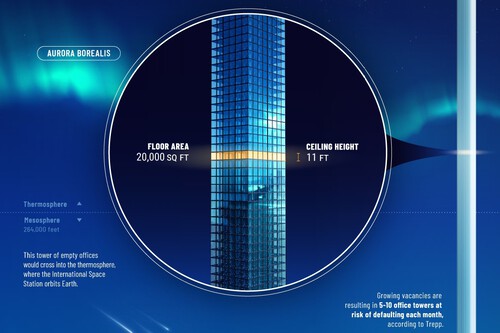 AURORA BOREALIS
FLOOR AREA
20,000 SQ FT
CEILING HEIGHT
11 FT
Thermosphere
Mesosphere
264,000 feet
This tower of empty offices
would cross into the thermosphere,
where the International Space
Station orbits Earth.
Growing vacancies are
resulting in 5-10 office towers at
risk of defaulting each month,
according to Trepp.